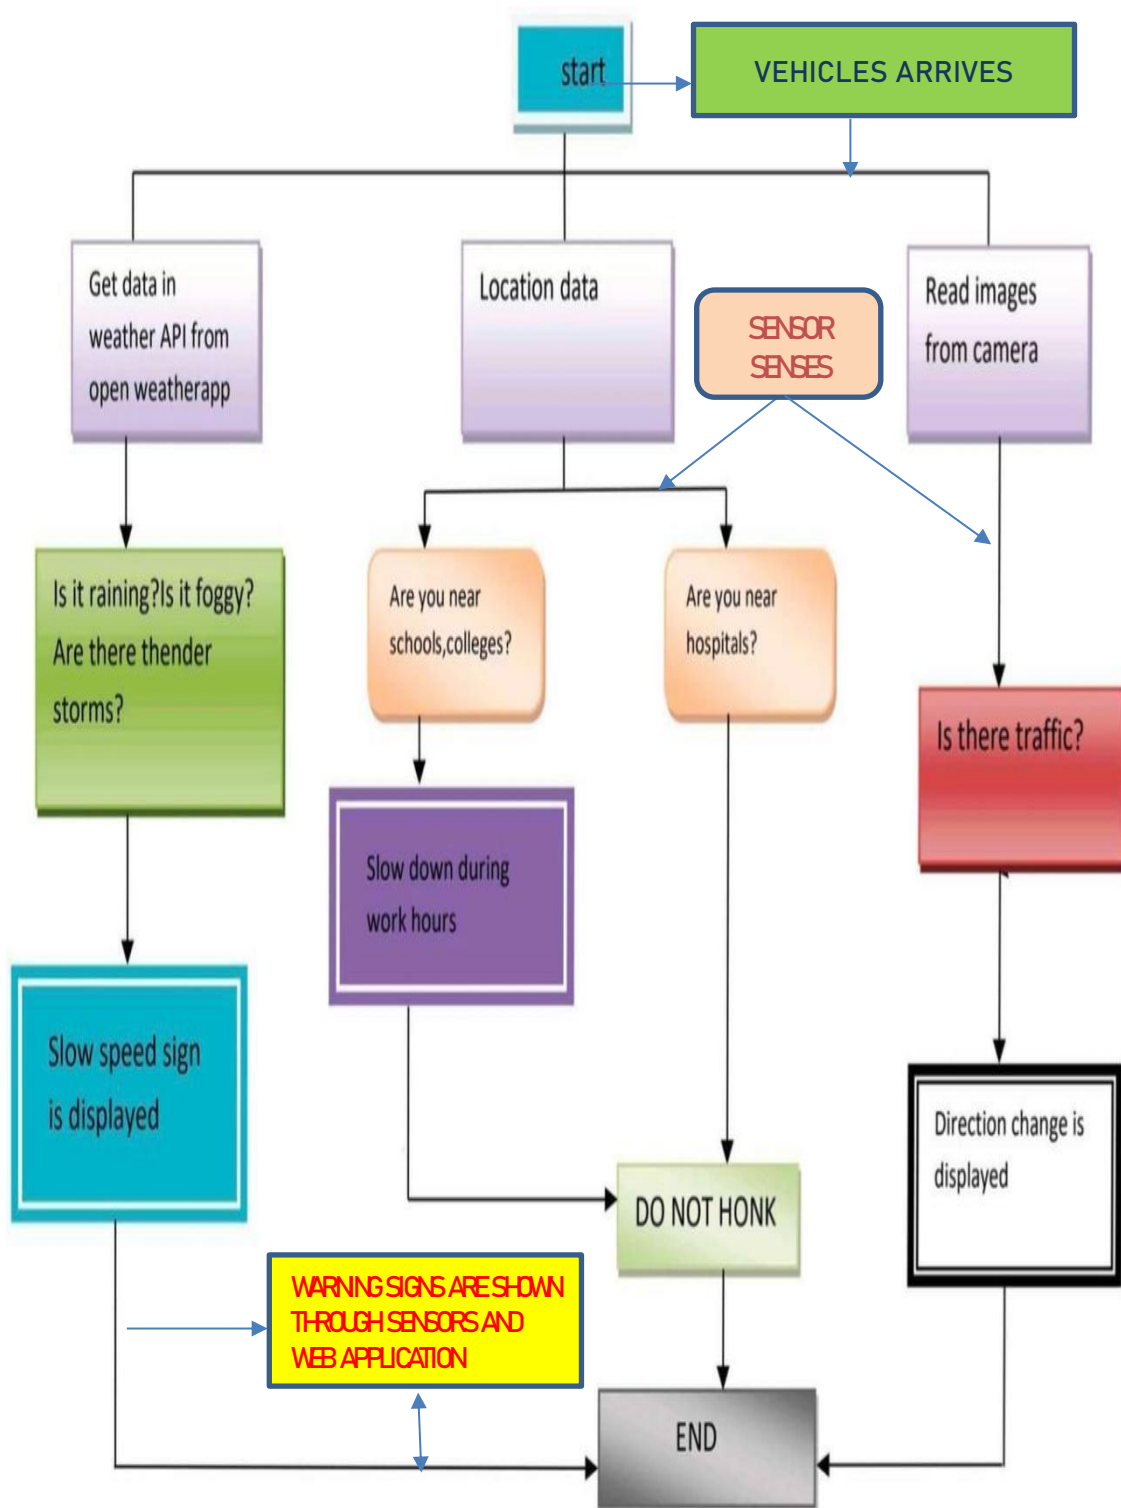 start
VEHICLES ARRIVES
Get data in
weather API from
open weatherapp
Location data
SENSOR
SENSES
Read images
from camera
Is it raining?Is it foggy?
Are there thender
storms?
Are you near
schools,colleges?
Are you near
hospitals?
Is there traffic?
Slow down during
work hours
Slow speed sign
is displayed
Direction change is
displayed
DO NOT HONK
WARNING SIGNS ARE SHOWN
THROUGH SENSORS AND
WEB APPLICATION
END